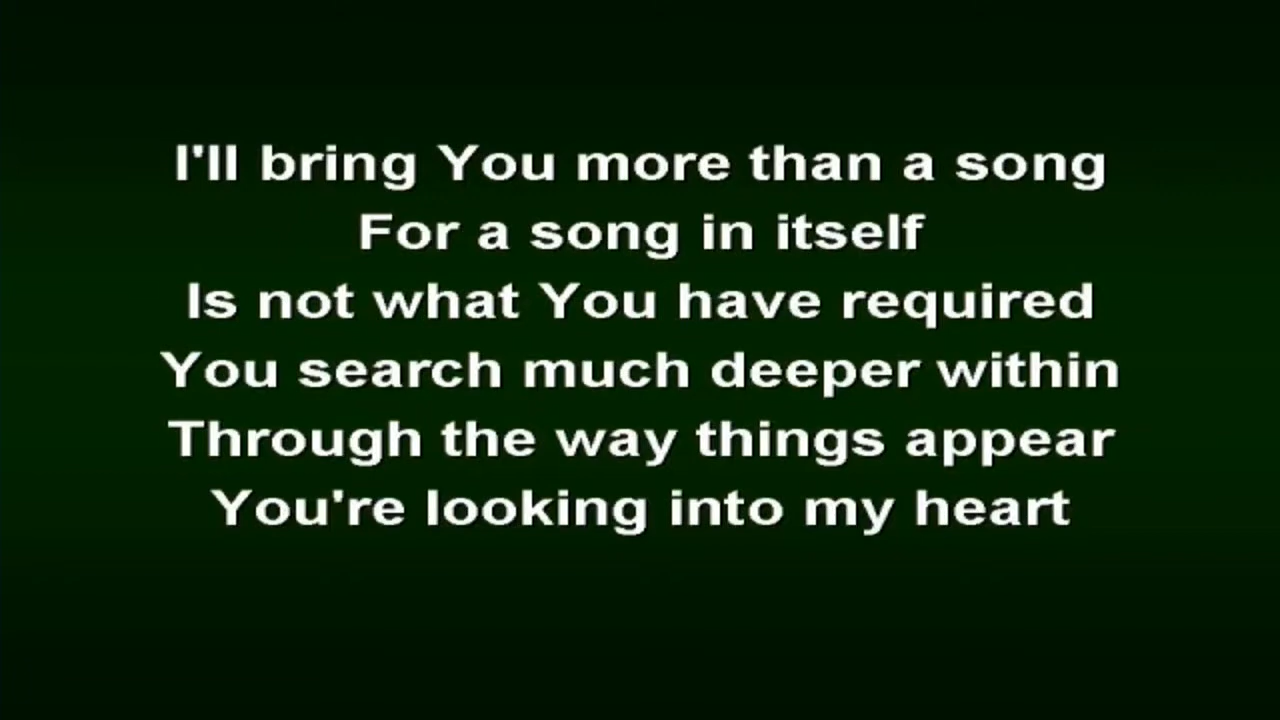 I'll bring You more than a song
For a song in itself
Is not what You have required
You search much deeper within
Through the way things appear
You're looking into my heart